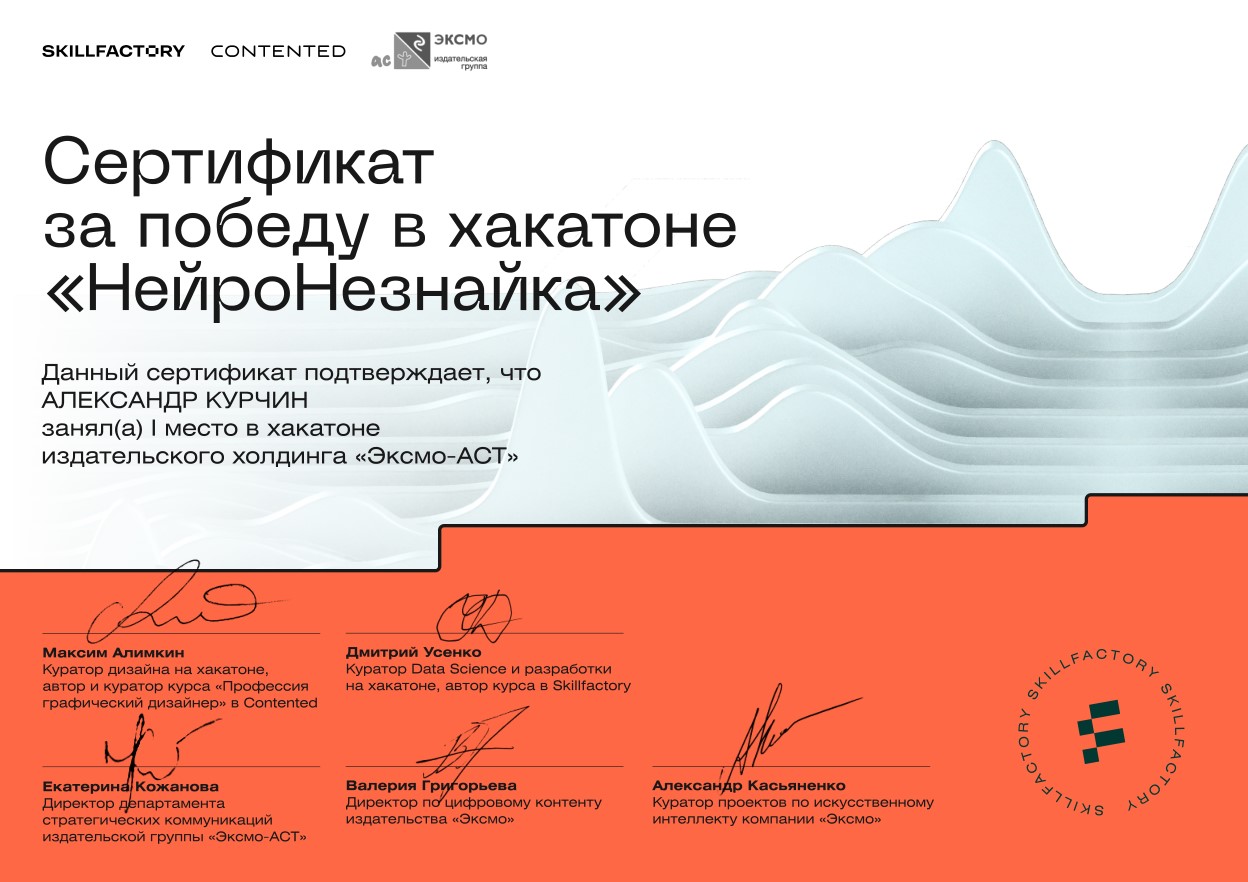 SKILLFACTORY CONTENTED
ЭКСМО
аст издательская
группа
Сертификат
за победу в хакатоне
«НейроНезнайка»
Данный сертификат подтверждает, что
АЛЕКСАНДР КУРЧИН
занял(а) I место в хакатоне
издательского холдинга «Эксмо-АСТ»
Максим Алимкин
Куратор дизайна на хакатоне,
автор и куратор курса «Профессия
графический дизайнер» в Contented
Дмитрий Усенко
Куратор Data Science и разработки
на хакатоне, автор курса в Skillfactory
Екатерина Кожанова
Директор департамента
стратегических коммуникаций
издательской группы «Эксмо-АСТ»
Валерия Григорьева
Директор по цифровому контенту
издательства «Эксмо»
Александр Касьяненко
Куратор проектов по искусственному
интеллекту компании «Эксмо»
SKILLFACTORY SKILLFACTORY SKILLFACTORY